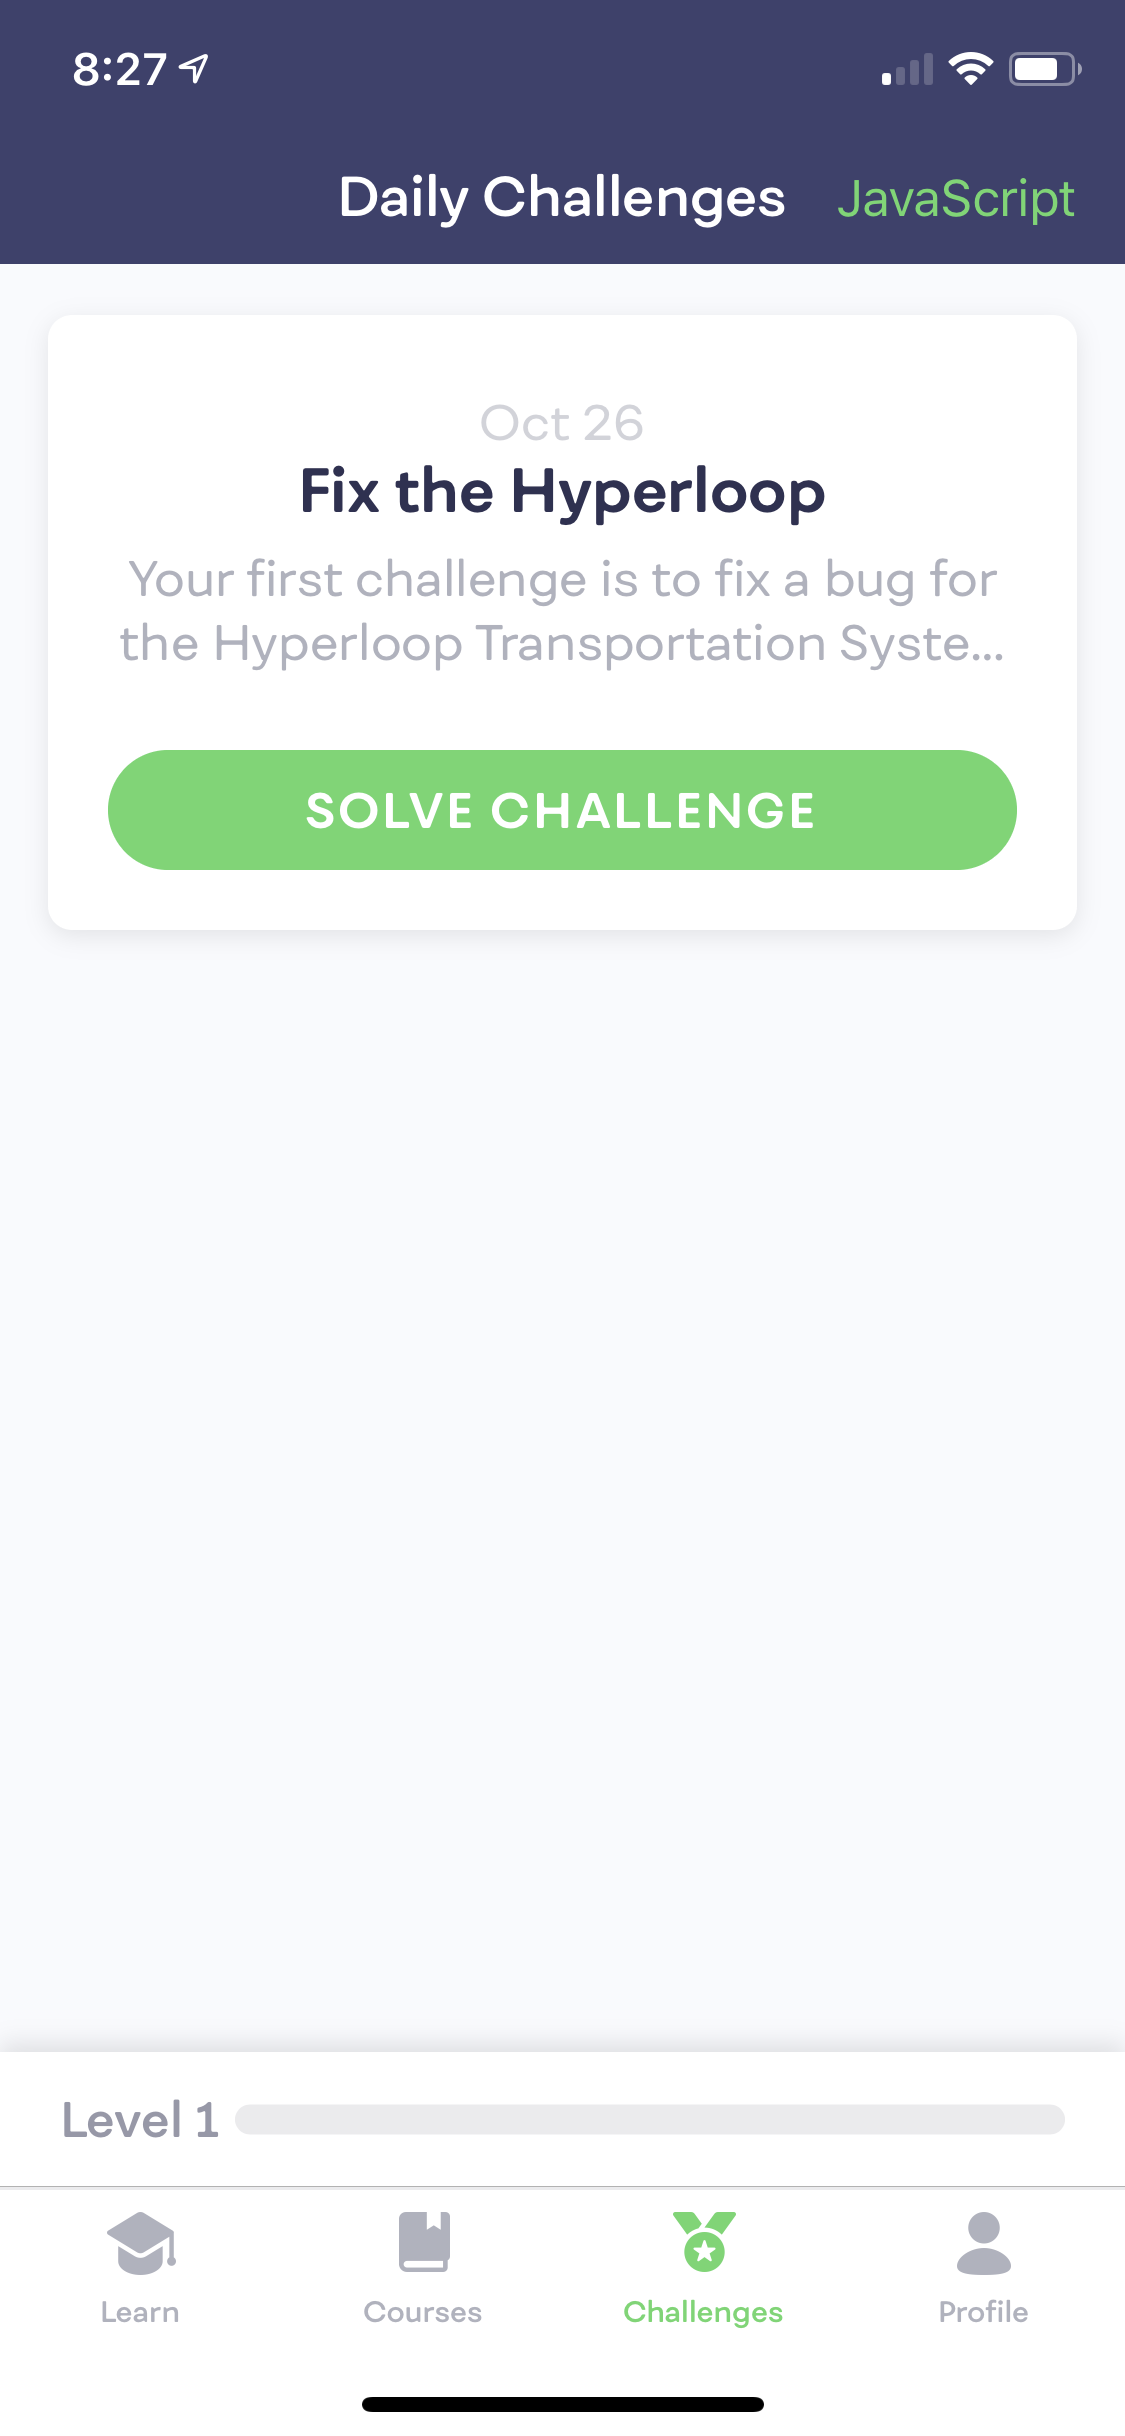 8:27
Daily Challenges
JavaScript
Oct 26
Fix the Hyperloop
Your first challenge is to fix a bug for
the Hyperloop Transportation Syste...
SOLVE CHALLENGE
Level 1
Learn
Courses
Challenges
Profile